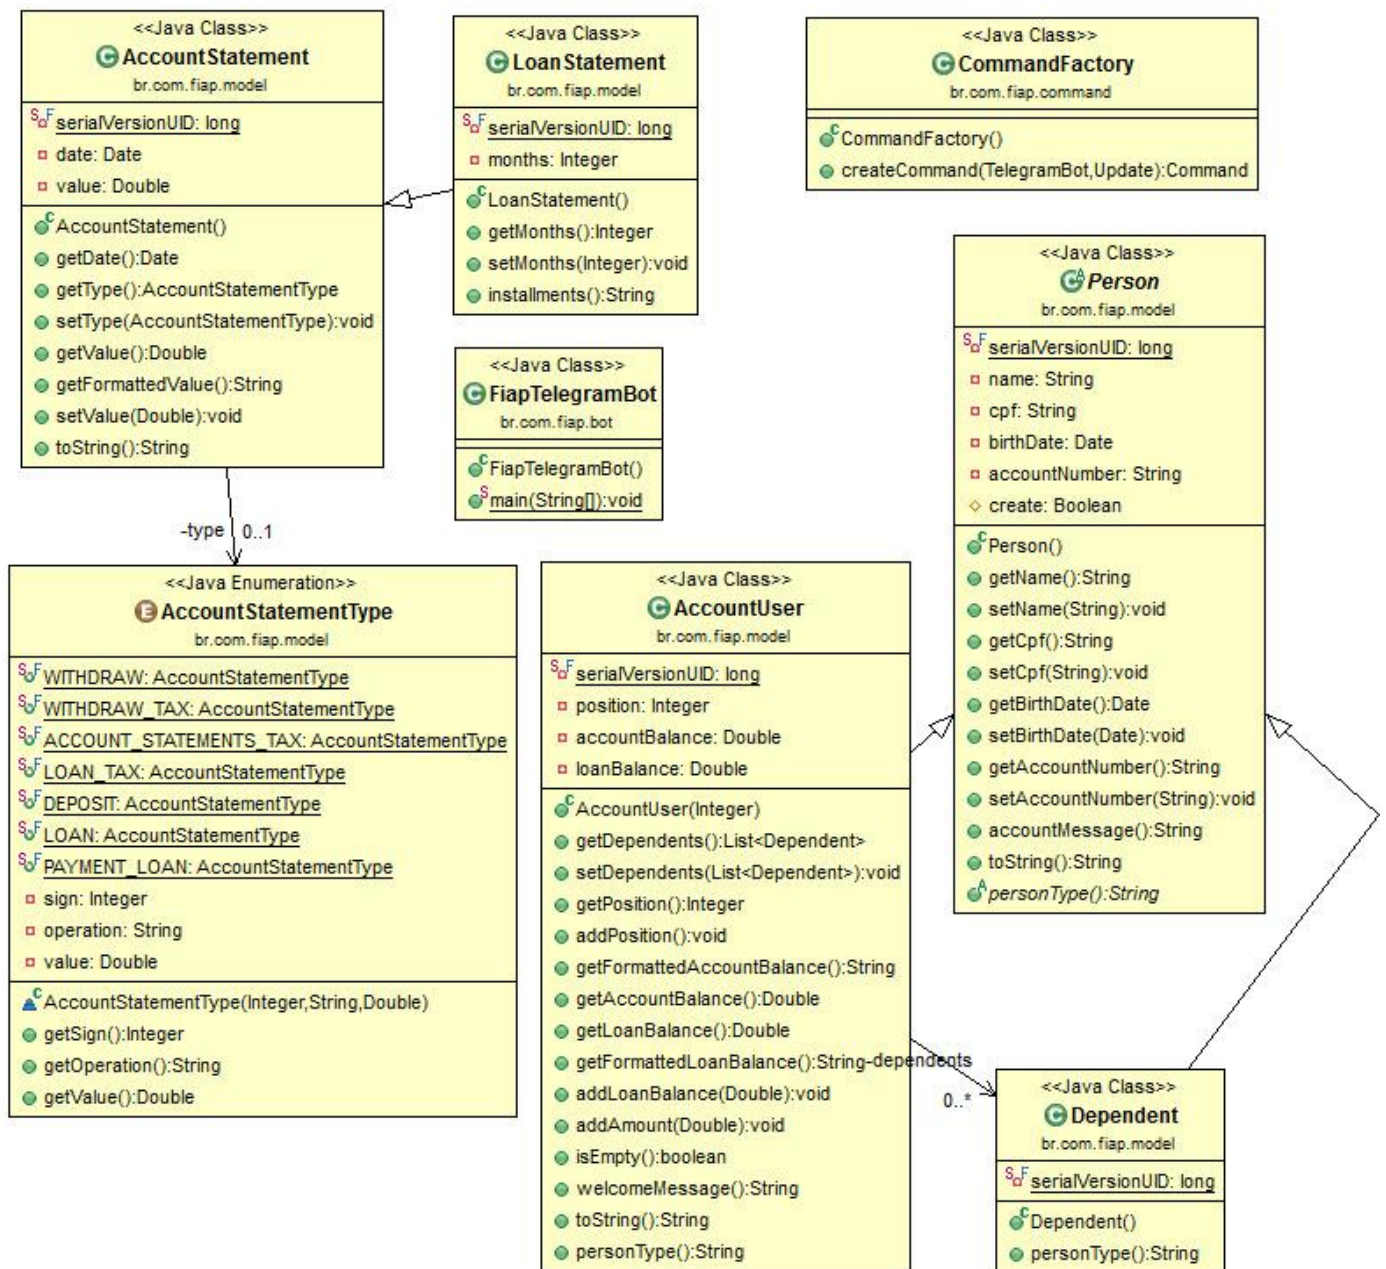 <<Java Class>>
AccountStatement
br.com.fiap.model
serialVersionUID: long
date: Date
value: Double
AccountStatement()
getDate():Date
getType():AccountStatementType
setType(AccountStatementType):void
getValue():Double
getFormattedValue():String
setValue(Double):void
toString():String
<<Java Class>>
LoanStatement
br.com.fiap.model
serialVersionUID: long
months: Integer
LoanStatement()
getMonths():Integer
setMonths(Integer):void
installments():String
<<Java Class>>
CommandFactory
br.com.fiap.command
CommandFactory()
createCommand(TelegramBot,Update):Command
<<Java Class>>
FiapTelegramBot
br.com.fiap.bot
FiapTelegramBot()
main(String[]):void
<<Java Class>>
Person
br.com.fiap.model
serialVersionUID: long
name: String
cpf: String
birthDate: Date
accountNumber: String
create: Boolean
Person()
getName():String
setName(String):void
getCpf():String
setCpf(String):void
getBirthDate():Date
setBirthDate(Date):void
getAccountNumber():String
setAccountNumber(String):void
accountMessage():String
toString():String
personType():String
-type 0..1
<<Java Enumeration>>
AccountStatementType
br.com.fiap.model
WITHDRAW: AccountStatementType
WITHDRAW_TAX: AccountStatementType
ACCOUNT_STATEMENTS_TAX: AccountStatementType
LOAN_TAX: AccountStatementType
DEPOSIT: AccountStatementType
LOAN: AccountStatementType
PAYMENT_LOAN: AccountStatementType
sign: Integer
operation: String
value: Double
AccountStatementType(Integer,String,Double)
getSign():Integer
getOperation():String
getValue():Double
<<Java Class>>
AccountUser
br.com.fiap.model
serialVersionUID: long
position: Integer
accountBalance: Double
loanBalance: Double
AccountUser(Integer)
getDependents():List<Dependent>
setDependents(List<Dependent>):void
getPosition():Integer
addPosition():void
getFormattedAccountBalance():String
getAccountBalance():Double
getLoanBalance():Double
getFormattedLoanBalance():String
addLoanBalance(Double):void
addAmount(Double):void
isEmpty():boolean
welcomeMessage():String
toString():String
personType():String
-dependents
0..*
<<Java Class>>
Dependent
br.com.fiap.model
serialVersionUID: long
Dependent()
personType():String